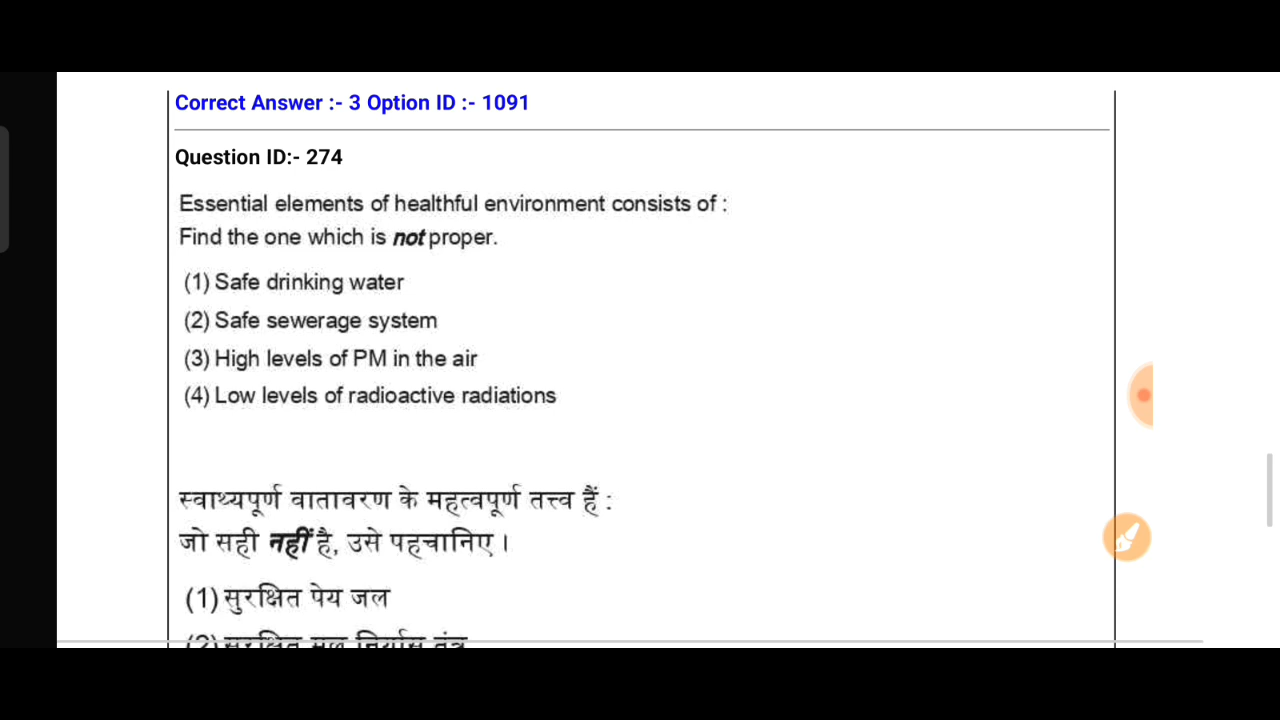 Correct Answer :- 3 Option ID :- 1091
Question ID:- 274
Essential elements of healthful environment consists of :
Find the one which is not proper.
(1) Safe drinking water
(2) Safe sewerage system
(3) High levels of PM in the air
(4) Low levels of radioactive radiations
स्वाथ्यपूर्ण वातावरण के महत्वपूर्ण तत्त्व हैं :
जो सही नहीं है, उसे पहचानिए ।
(1) सुरक्षित पेय जल
(2) सुरक्षित मल निर्यास तंत्र